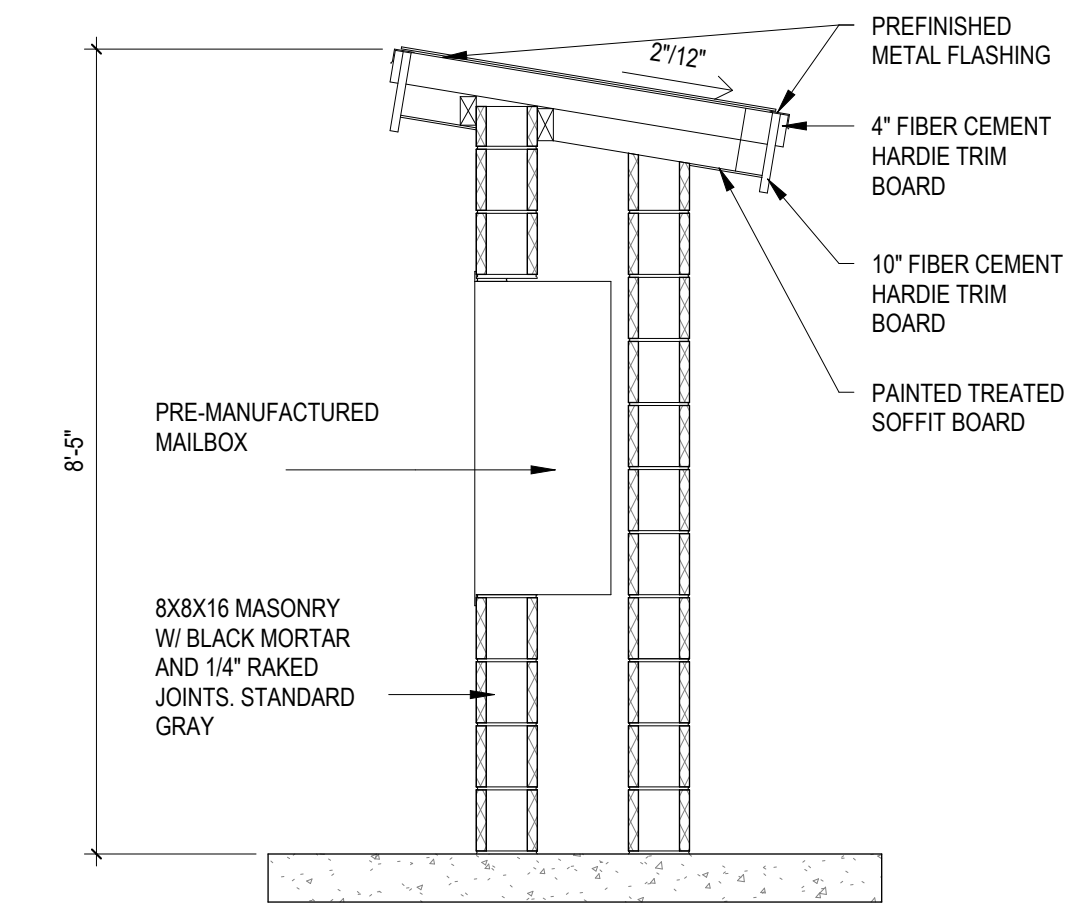 PREFINISHED
METAL FLASHING
2"/12"
4" FIBER CEMENT
HARDIE TRIM
BOARD
10" FIBER CEMENT
HARDIE TRIM
BOARD
PAINTED TREATED
SOFFIT BOARD
PRE-MANUFACTURED
MAILBOX
8'-5"
8X8X16 MASONRY
W/ BLACK MORTAR
AND 1/4" RAKED
JOINTS. STANDARD
GRAY